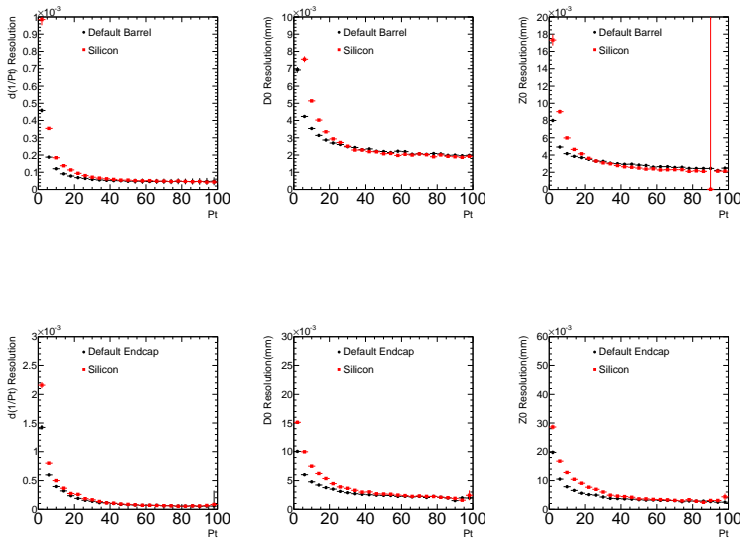 ×10⁻³ ×10⁻³ ×10⁻³
d(1/Pt) Resolution D0 Resolution(mm) Z0 Resolution(mm)
1 10 20
Default Barrel Default Barrel Default Barrel
0.9 9 18
Silicon Silicon Silicon
0.8 8 16
0.7 7 14
0.6 6 12
0.5 5 10
0.4 4 8
0.3 3 6
0.2 2 4
0.1 1 2
0 0 0
0 20 40 60 80 100 0 20 40 60 80 100 0 20 40 60 80 100
Pt Pt Pt
×10⁻³ ×10⁻³ ×10⁻³
d(1/Pt) Resolution D0 Resolution(mm) Z0 Resolution(mm)
3 30 60
Default Endcap Default Endcap Default Endcap
Silicon Silicon Silicon
2.5 25 50
2 20 40
1.5 15 30
1 10 20
0.5 5 10
0 0 0
0 20 40 60 80 100 0 20 40 60 80 100 0 20 40 60 80 100
Pt Pt Pt